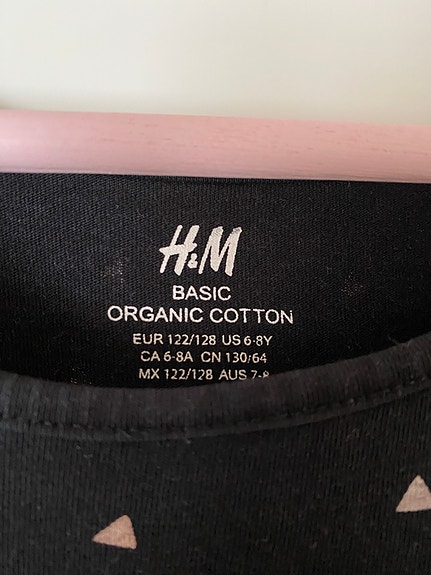 H&M
BASIC
ORGANIC COTTON
EUR 122/128 US 6-8Y
CA 6-8A CN 130/64
MX 122/128 AUS 7-8